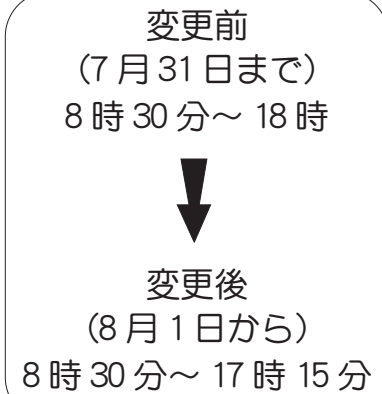 変更前
（7月31日まで）
8時30分～18時
変更後
（8月1日から）
8時30分～17時15分